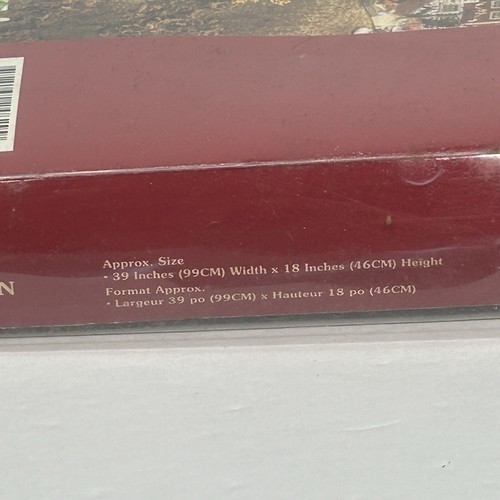 Approx. Size
• 39 Inches (99CM) Width x 18 Inches (46CM) Height
Format Approx.
• Largeur 39 po (99CM) x Hauteur 18 po (46CM)
N